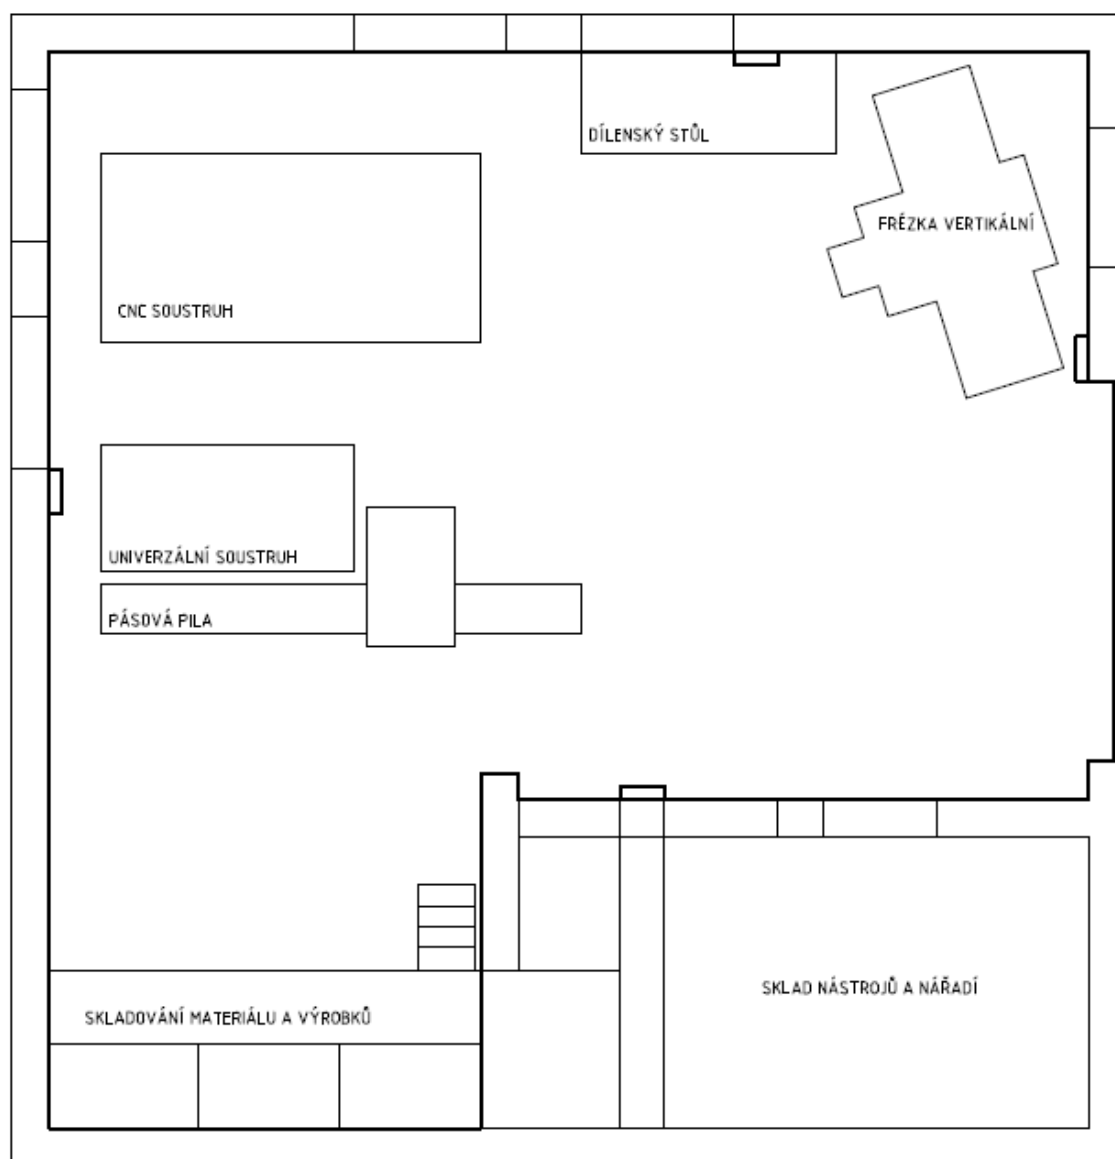 DÍLENSKÝ STŮL
FRÉZKA VERTIKÁLNÍ
CNC SOUSTRUH
UNIVERZÁLNÍ SOUSTRUH
PÁSOVÁ PILA
SKLAD NÁSTROJŮ A NÁŘADÍ
SKLADOVÁNÍ MATERIÁLU A VÝROBKŮ